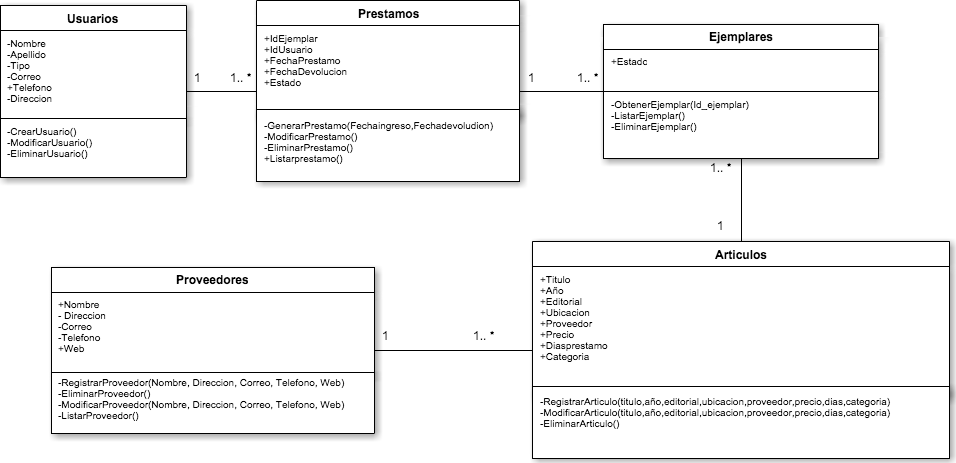 Usuarios
-Nombre
-Apellido
-Tipo
-Correo
+Telefono
-Direccion
-CrearUsuario()
-ModificarUsuario()
-EliminarUsuario()
1
1.. *
Prestamos
+IdEjemplar
+IdUsuario
+FechaPrestamo
+FechaDevolucion
+Estado
-GenerarPrestamo(Fechaingreso,Fechadevoludion)
-ModificarPrestamo()
-EliminarPrestamo()
+Listarprestamo()
1
1.. *
Ejemplares
+Estadc
-ObtenerEjemplar(Id_ejemplar)
-ListarEjemplar()
-EliminarEjemplar()
1.. *
1
Proveedores
+Nombre
- Direccion
-Correo
-Telefono
+Web
-RegistrarProveedor(Nombre, Direccion, Correo, Telefono, Web)
-EliminarProveedor()
-ModificarProveedor(Nombre, Direccion, Correo, Telefono, Web)
-ListarProveedor()
1
1.. *
Articulos
+Titulo
+Año
+Editorial
+Ubicacion
+Proveedor
+Precio
+Diasprestamo
+Categoria
-RegistrarArticulo(titulo,año,editorial,ubicacion,proveedor,precio,dias,categoria)
-ModificarArticulo(titulo,año,editorial,ubicacion,proveedor,precio,dias,categoria)
-EliminarArticulo()